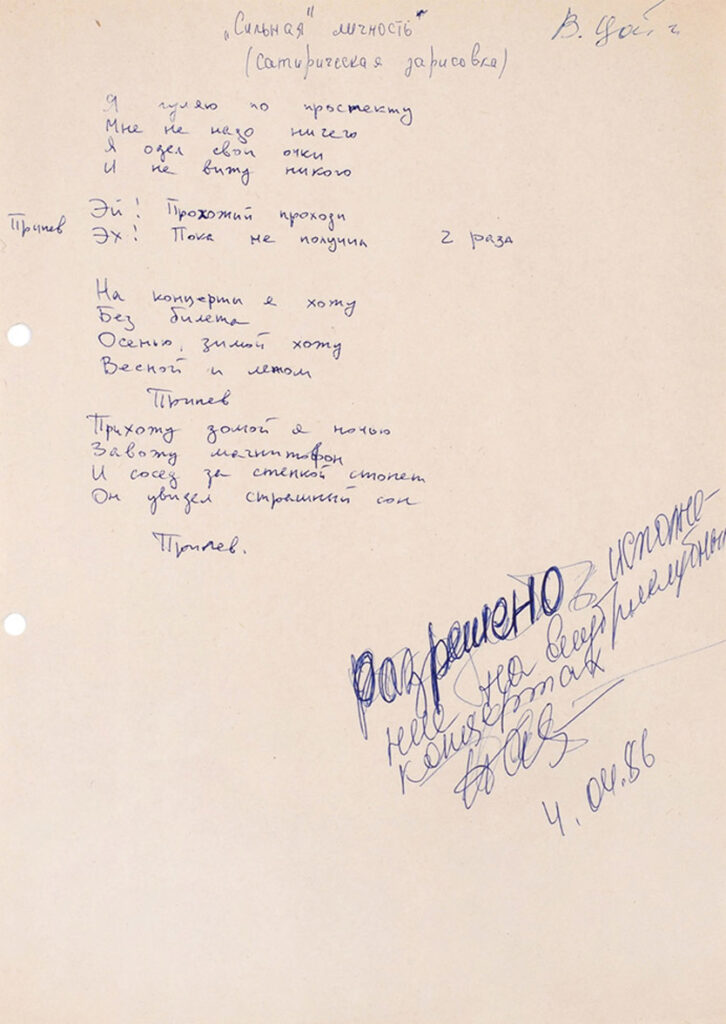 „Сильная" личность
(сатирическая зарисовка)
В. Цой
Я гуляю по проспекту
Мне не надо ничего
Я одел свои очки
И не вижу никого
Припев
Эй! Прохожий проходи
Эх! Пока не получил 2 раза
На концерты я хожу
Без билета
Осенью, зимой хожу
Весной и летом
Припев
Прихожу домой я ночью
Завожу магнитофон
И сосед за стенкой стонет
Он увидел страшный сон
Припев.
Разрешено к исполне-
нию на внутриклубных
концертах
4.04.86